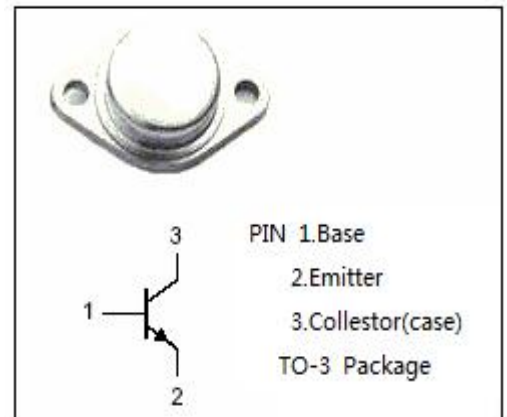 3
1
2
PIN 1.Base
2.Emitter
3.Collestor(case)
TO-3 Package